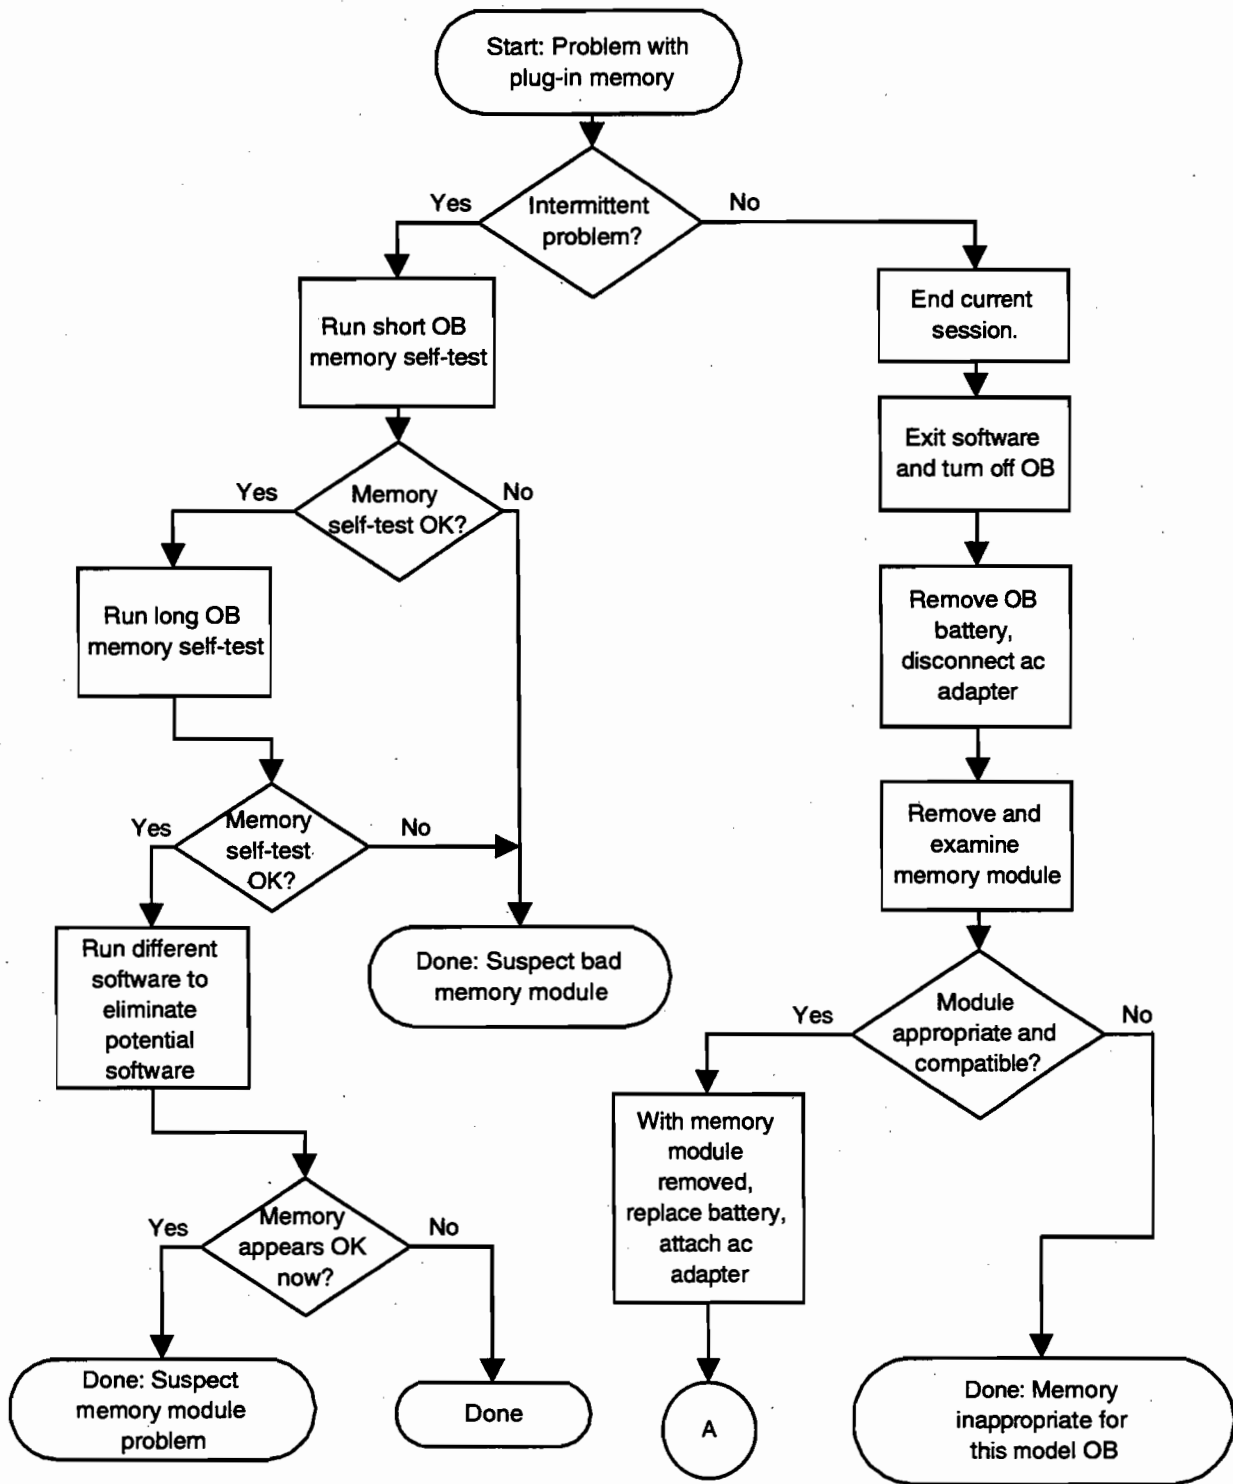 Start: Problem with
plug-in memory
Intermittent
problem?
Yes
No
Run short OB
memory self-test
End current
session.
Exit software
and turn off OB
Memory
self-test OK?
Yes
No
Run long OB
memory self-test
Remove OB
battery,
disconnect ac
adapter
Memory
self-test
OK?
Yes
No
Remove and
examine
memory module
Run different
software to
eliminate
potential
software
Done: Suspect bad
memory module
Module
appropriate and
compatible?
Yes
No
With memory
module
removed,
replace battery,
attach ac
adapter
Memory
appears OK
now?
Yes
No
Done: Suspect
memory module
problem
Done
A
Done: Memory
inappropriate for
this model OB